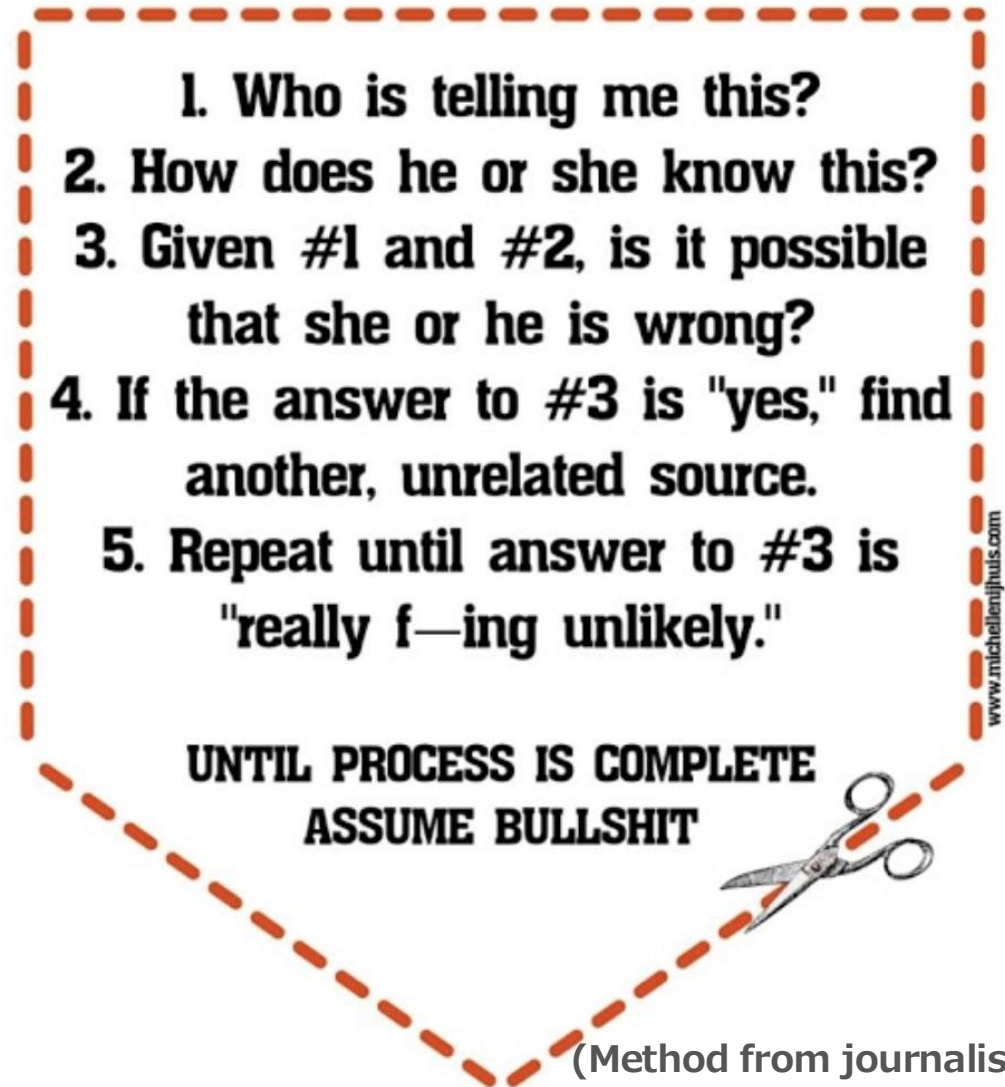 1. Who is telling me this?
2. How does he or she know this?
3. Given #1 and #2, is it possible
that she or he is wrong?
4. If the answer to #3 is "yes," find
another, unrelated source.
5. Repeat until answer to #3 is
"really f—ing unlikely."
UNTIL PROCESS IS COMPLETE
ASSUME BULLSHIT
www.michellenijhuis.com
(Method from journalis